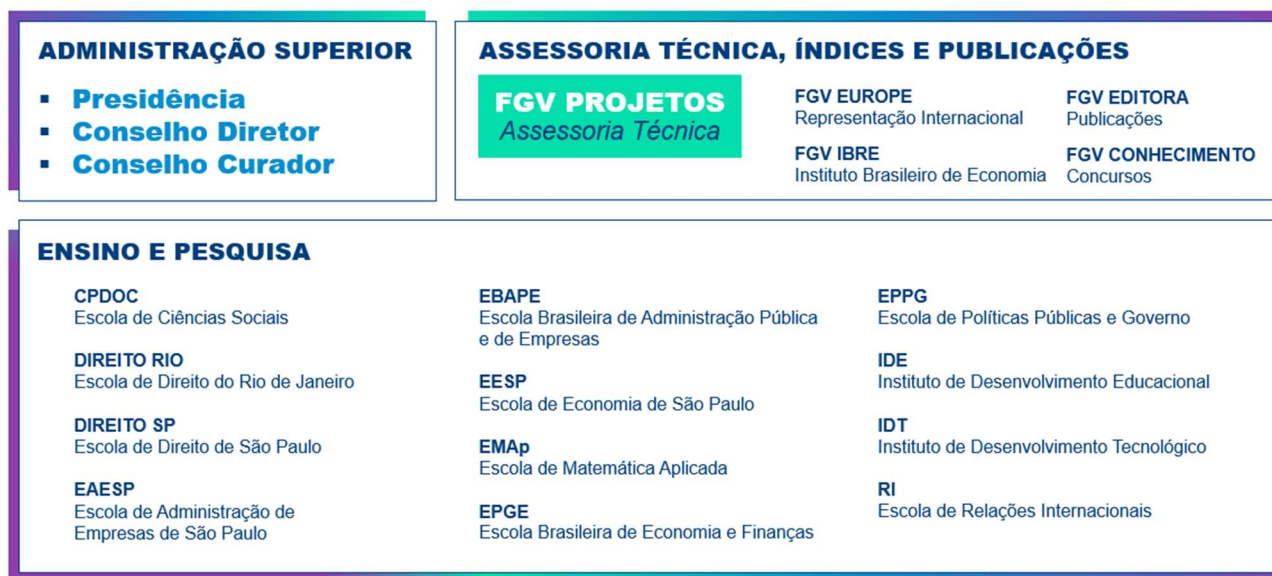 ADMINISTRAÇÃO SUPERIOR
▪ Presidência
▪ Conselho Diretor
▪ Conselho Curador
ASSESSORIA TÉCNICA, ÍNDICES E PUBLICAÇÕES
FGV PROJETOS
Assessoria Técnica
FGV EUROPE
Representação Internacional
FGV IBRE
Instituto Brasileiro de Economia
FGV EDITORA
Publicações
FGV CONHECIMENTO
Concursos
ENSINO E PESQUISA
CPDOC
Escola de Ciências Sociais
DIREITO RIO
Escola de Direito do Rio de Janeiro
DIREITO SP
Escola de Direito de São Paulo
EAESP
Escola de Administração de
Empresas de São Paulo
EBAPE
Escola Brasileira de Administração Pública
e de Empresas
EESP
Escola de Economia de São Paulo
EMAp
Escola de Matemática Aplicada
EPGE
Escola Brasileira de Economia e Finanças
EPPG
Escola de Políticas Públicas e Governo
IDE
Instituto de Desenvolvimento Educacional
IDT
Instituto de Desenvolvimento Tecnológico
RI
Escola de Relações Internacionais